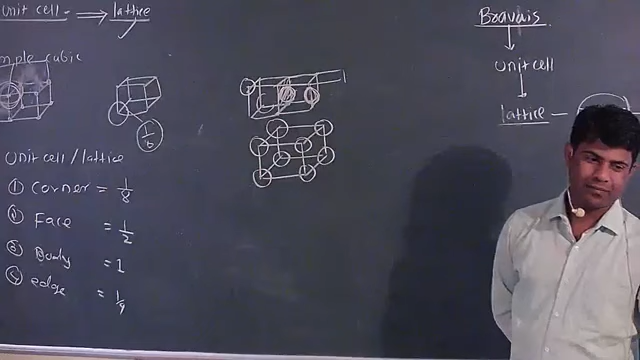 unit cell ⟹ lattice
mple cubic
1/8
Unit cell / lattice
① Corner = 1/8
② Face = 1/2
③ Body = 1
④ edge = 1/4
Bravais
↓
unit cell
↓
lattice —